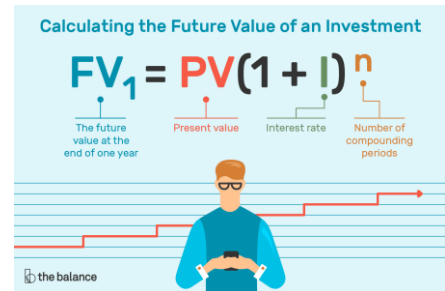 Calculating the Future Value of an Investment
FV₁ = PV(1 + I)ⁿ
The future
value at the
end of one year
Present value
Interest rate
Number of
compounding
periods
the balance